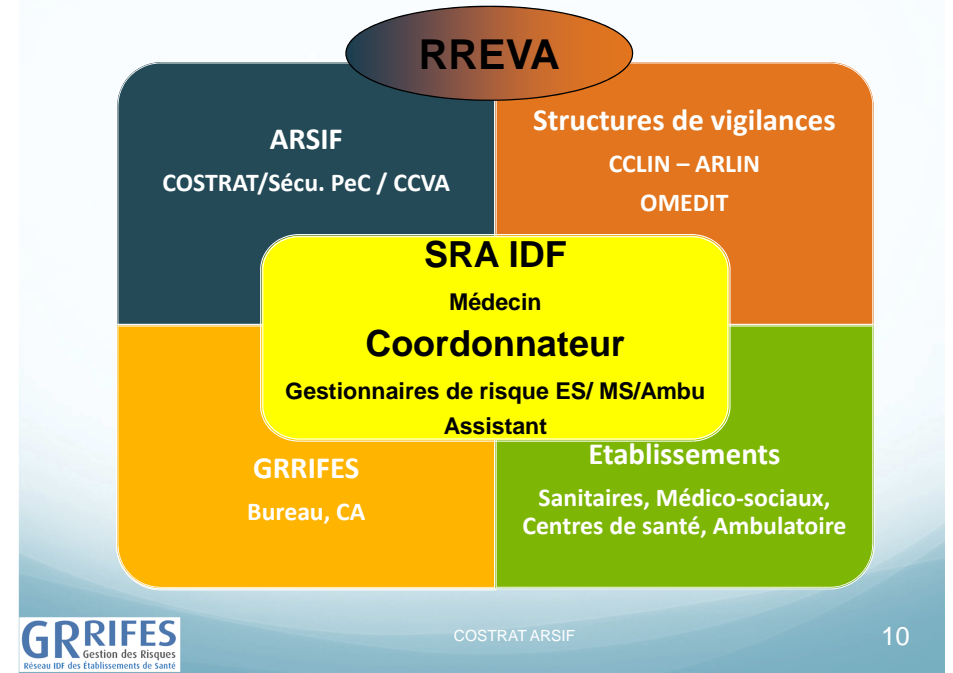 RREVA
ARSIF
COSTRAT/Sécu. PeC / CCVA
Structures de vigilances
CCLIN – ARLIN
OMEDIT
SRA IDF
Médecin
Coordonnateur
Gestionnaires de risque ES/ MS/Ambu
Assistant
GRRIFES
Bureau, CA
Etablissements
Sanitaires, Médico-sociaux,
Centres de santé, Ambulatoire
GRRIFES
Gestion des Risques
Réseau IDF des Établissements de Santé
COSTRAT ARSIF
10